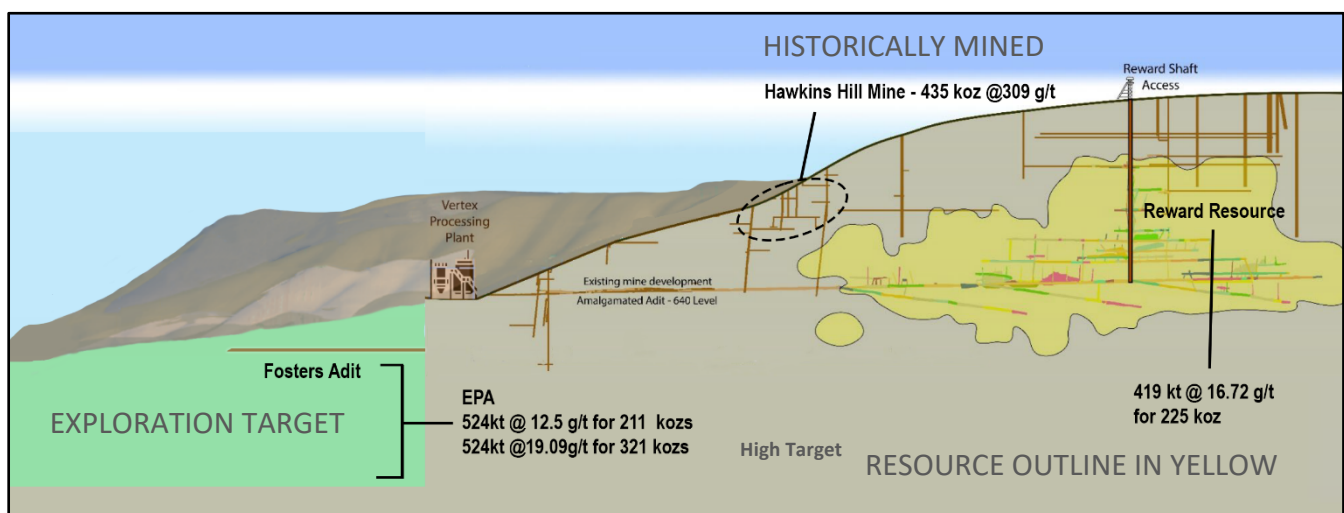 HISTORICALLY MINED
Hawkins Hill Mine - 435 koz @309 g/t
Reward Shaft
Access
Vertex
Processing
Plant
Reward Resource
Existing mine development
Amalgamated Adit - 640 Level
Fosters Adit
EXPLORATION TARGET
EPA
524kt @ 12.5 g/t for 211 kozs
524kt @19.09g/t for 321 kozs
High Target
419 kt @ 16.72 g/t
for 225 koz
RESOURCE OUTLINE IN YELLOW